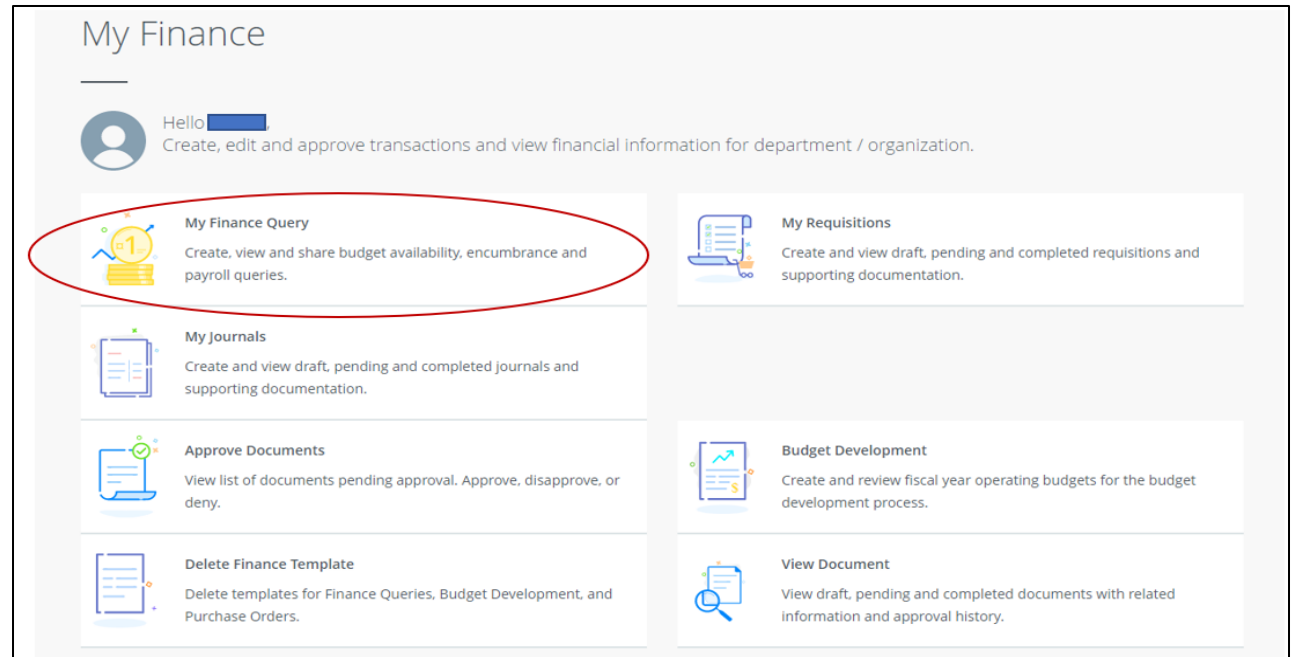 My Finance
Hello ,
Create, edit and approve transactions and view financial information for department / organization.
My Finance Query
Create, view and share budget availability, encumbrance and
payroll queries.
My Requisitions
Create and view draft, pending and completed requisitions and
supporting documentation.
My Journals
Create and view draft, pending and completed journals and
supporting documentation.
Approve Documents
View list of documents pending approval. Approve, disapprove, or
deny.
Budget Development
Create and review fiscal year operating budgets for the budget
development process.
Delete Finance Template
Delete templates for Finance Queries, Budget Development, and
Purchase Orders.
View Document
View draft, pending and completed documents with related
information and approval history.